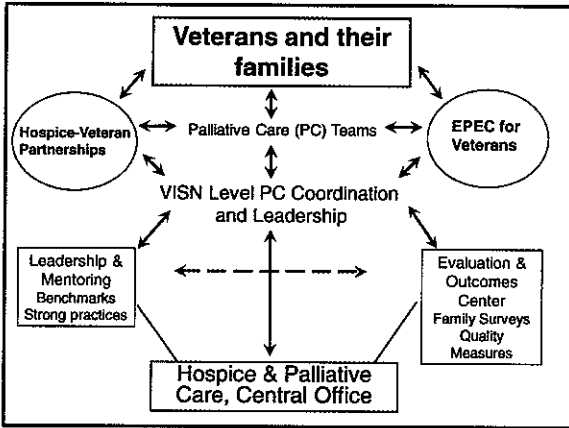 Veterans and their
families
Hospice-Veteran
Partnerships
Palliative Care (PC) Teams
EPEC for
Veterans
VISN Level PC Coordination
and Leadership
Leadership &
Mentoring
Benchmarks
Strong practices
Evaluation &
Outcomes
Center
Family Surveys
Quality
Measures
Hospice & Palliative
Care, Central Office